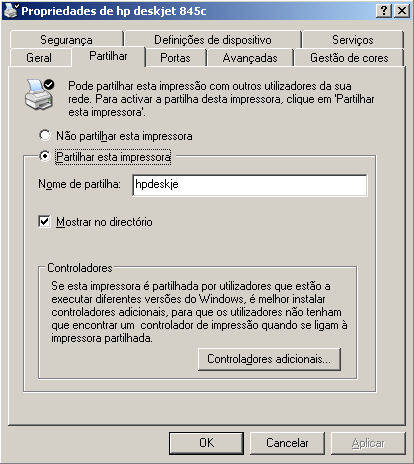 Propriedades de hp deskjet 845c
Segurança Definições de dispositivo Serviços
Geral Partilhar Portas Avançadas Gestão de cores
Pode partilhar esta impressão com outros utilizadores da sua
rede. Para activar a partilha desta impressora, clique em 'Partilhar
esta impressora'.
Não partilhar esta impressora
Partilhar esta impressora
Nome de partilha: hpdeskje
Mostrar no directório
Controladores
Se esta impressora é partilhada por utilizadores que estão a
executar diferentes versões do Windows, é melhor instalar
controladores adicionais, para que os utilizadores não tenham
que encontrar um controlador de impressão quando se ligam à
impressora partilhada.
Controladores adicionais...
OK Cancelar Aplicar